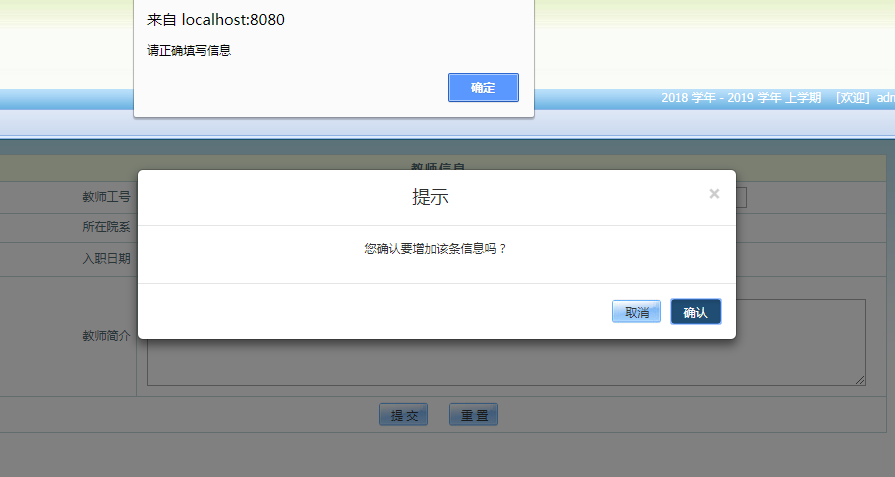 来自 localhost:8080
请正确填写信息
确定
2018 学年 - 2019 学年 上学期 [欢迎] adn
教师信息
提示
×
教师工号
所在院系
您确认要增加该条信息吗？
入职日期
取消 确认
教师简介
提 交 重 置